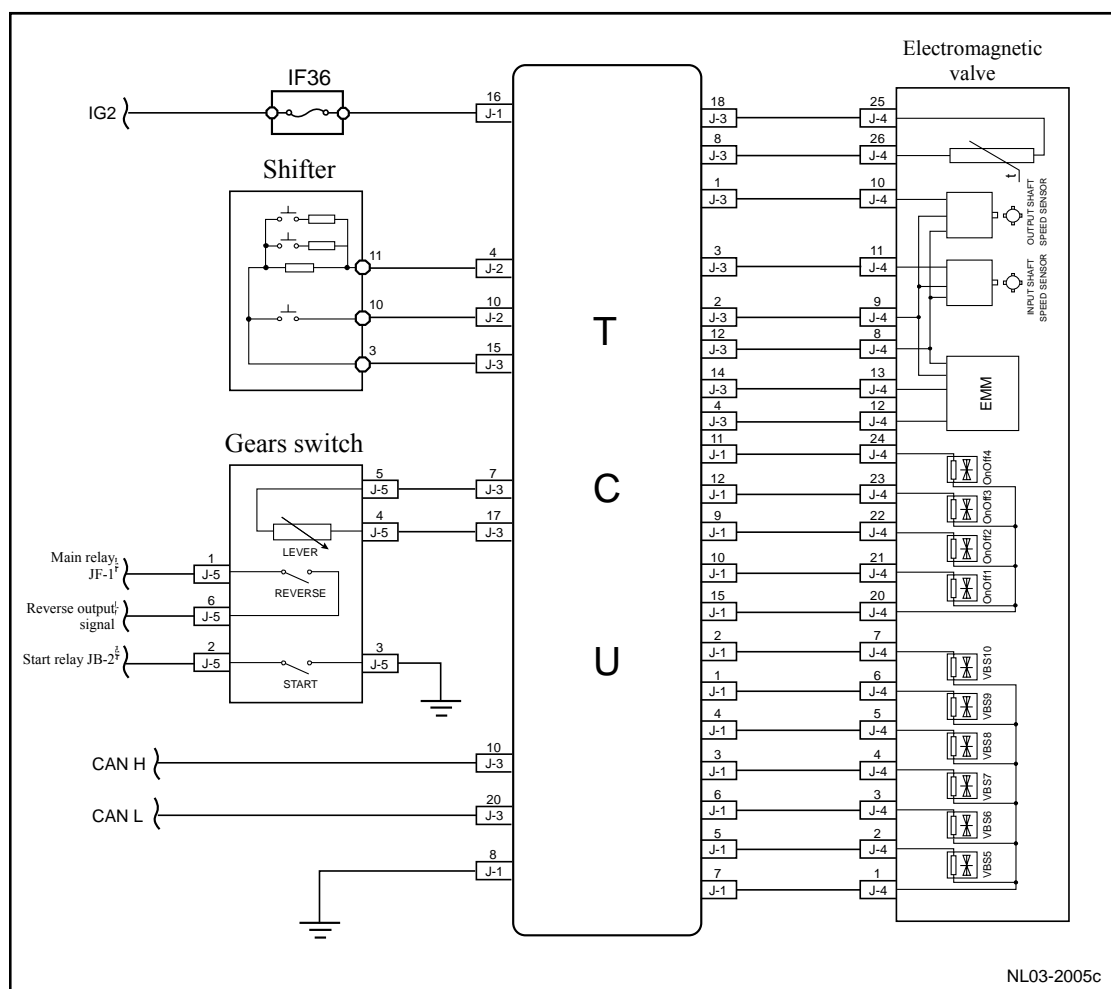 Electromagnetic
valve
IF36
IG2
16
J-1
Shifter
11
4
J-2
10
10
J-2
3
15
J-3
Gears switch
5
J-5
7
J-3
4
J-5
17
J-3
LEVER
Main relay
JF-1
1
J-5
REVERSE
Reverse output
signal
6
J-5
Start relay JB-2
2
J-5
3
J-5
START
CAN H
10
J-3
CAN L
20
J-3
8
J-1
T
C
U
18
J-3
25
J-4
8
J-3
26
J-4
t
1
J-3
10
J-4
OUTPUT SHAFT
SPEED SENSOR
3
J-3
11
J-4
INPUT SHAFT
SPEED SENSOR
2
J-3
9
J-4
12
J-3
8
J-4
14
J-3
13
J-4
EMM
4
J-3
12
J-4
11
J-1
24
J-4
OnOff4
12
J-1
23
J-4
OnOff3
9
J-1
22
J-4
OnOff2
10
J-1
21
J-4
OnOff1
15
J-1
20
J-4
2
J-1
7
J-4
VBS10
1
J-1
6
J-4
VBS9
4
J-1
5
J-4
VBS8
3
J-1
4
J-4
VBS7
6
J-1
3
J-4
VBS6
5
J-1
2
J-4
VBS5
7
J-1
1
J-4
NL03-2005c